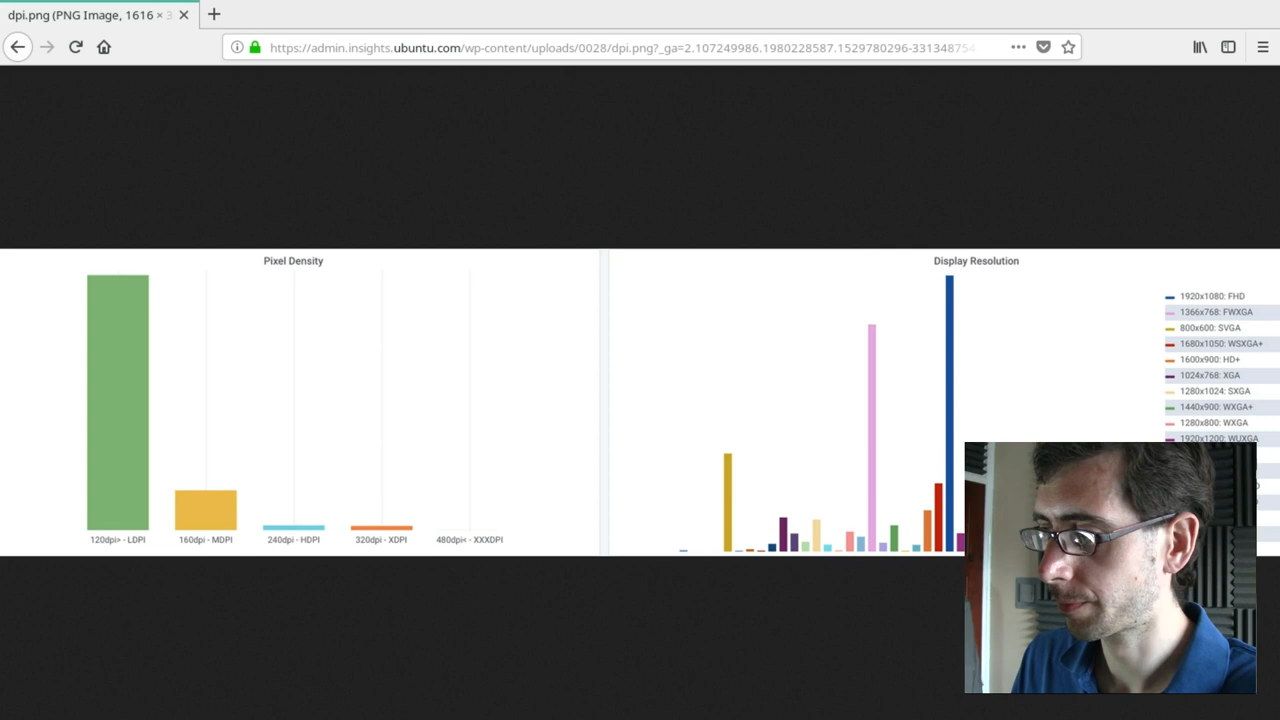 dpi.png (PNG Image, 1616 × 3
https://admin.insights.ubuntu.com/wp-content/uploads/0028/dpi.png?_ga=2.107249986.1980228587.1529780296-331348754
Pixel Density
120dpi> - LDPI
160dpi - MDPI
240dpi - HDPI
320dpi - XDPI
480dpi< - XXXDPI
Display Resolution
1920x1080: FHD
1366x768: FWXGA
800x600: SVGA
1680x1050: WSXGA+
1600x900: HD+
1024x768: XGA
1280x1024: SXGA
1440x900: WXGA+
1280x800: WXGA
1920x1200: WUXGA